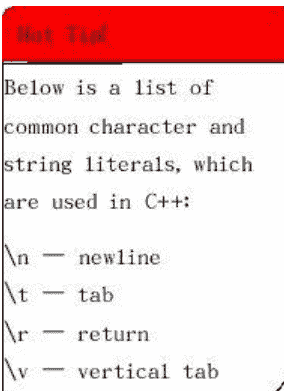 Hot Tip!
Below is a list of
common character and
string literals, which
are used in C++:
\n — newline
\t — tab
\r — return
\v — vertical tab